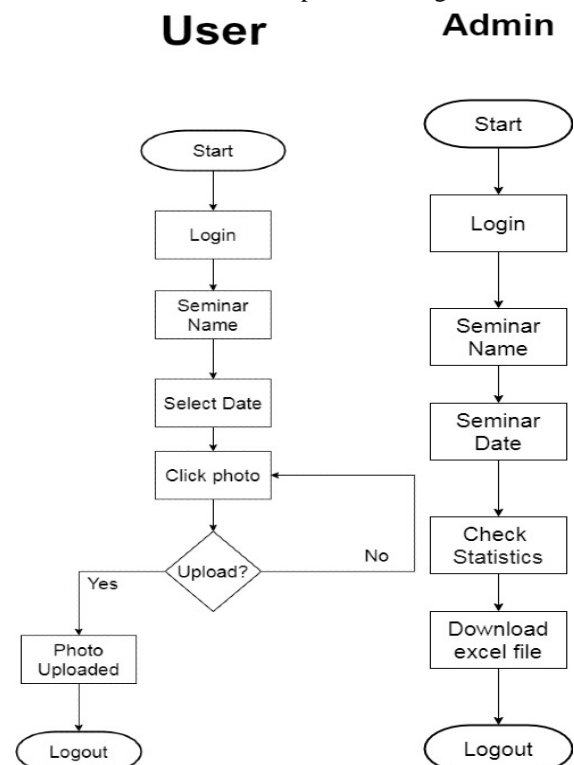 User
Start
Login
Seminar
Name
Select Date
Click photo
Upload?
No
Yes
Photo
Uploaded
Logout
Admin
Start
Login
Seminar
Name
Seminar
Date
Check
Statistics
Download
excel file
Logout